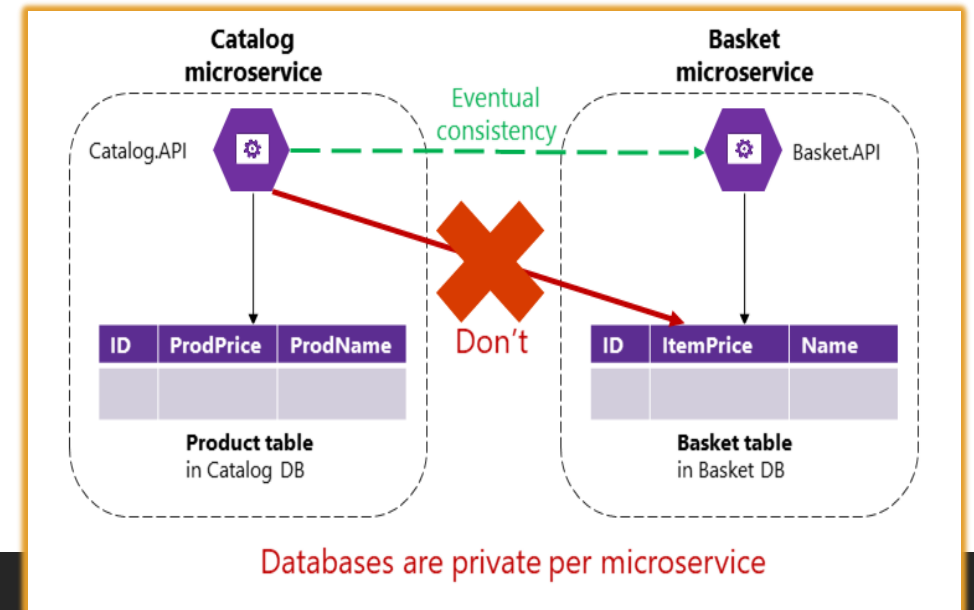 Catalog
microservice
Basket
microservice
Eventual
consistency
Catalog.API
Basket.API
Don't
ID ProdPrice ProdName
ID ItemPrice Name
Product table
in Catalog DB
Basket table
in Basket DB
Databases are private per microservice